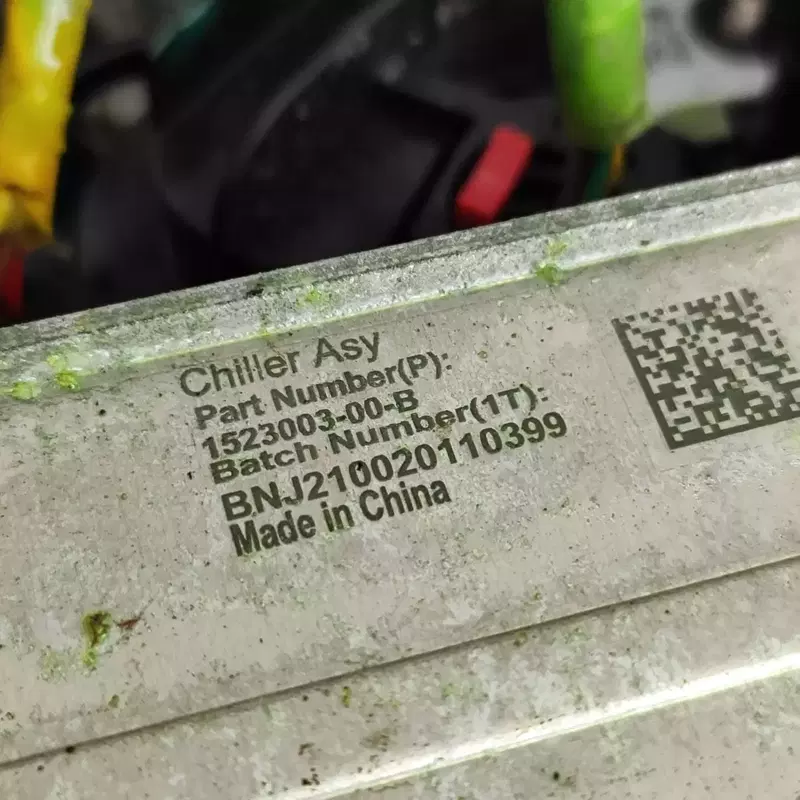 Chiller Asy
Part Number(P):
1523003-00-B
Batch Number(1T):
BNJ210020110399
Made in China